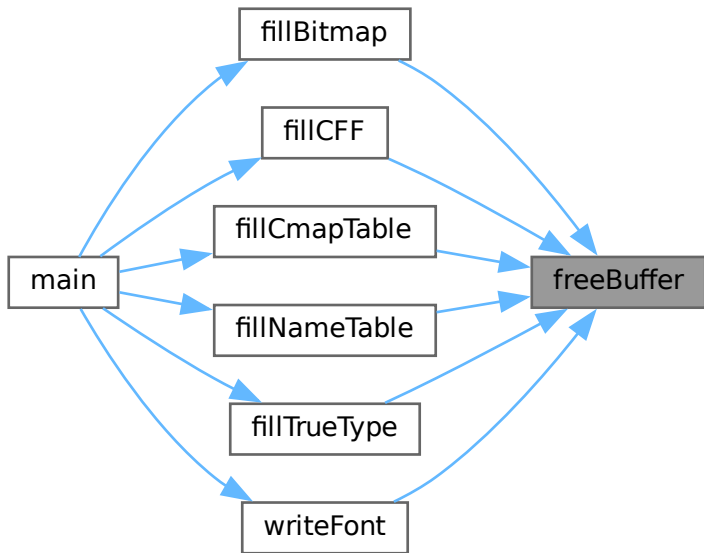 fillBitmap
fillCFF
fillCmapTable
main
freeBuffer
fillNameTable
fillTrueType
writeFont